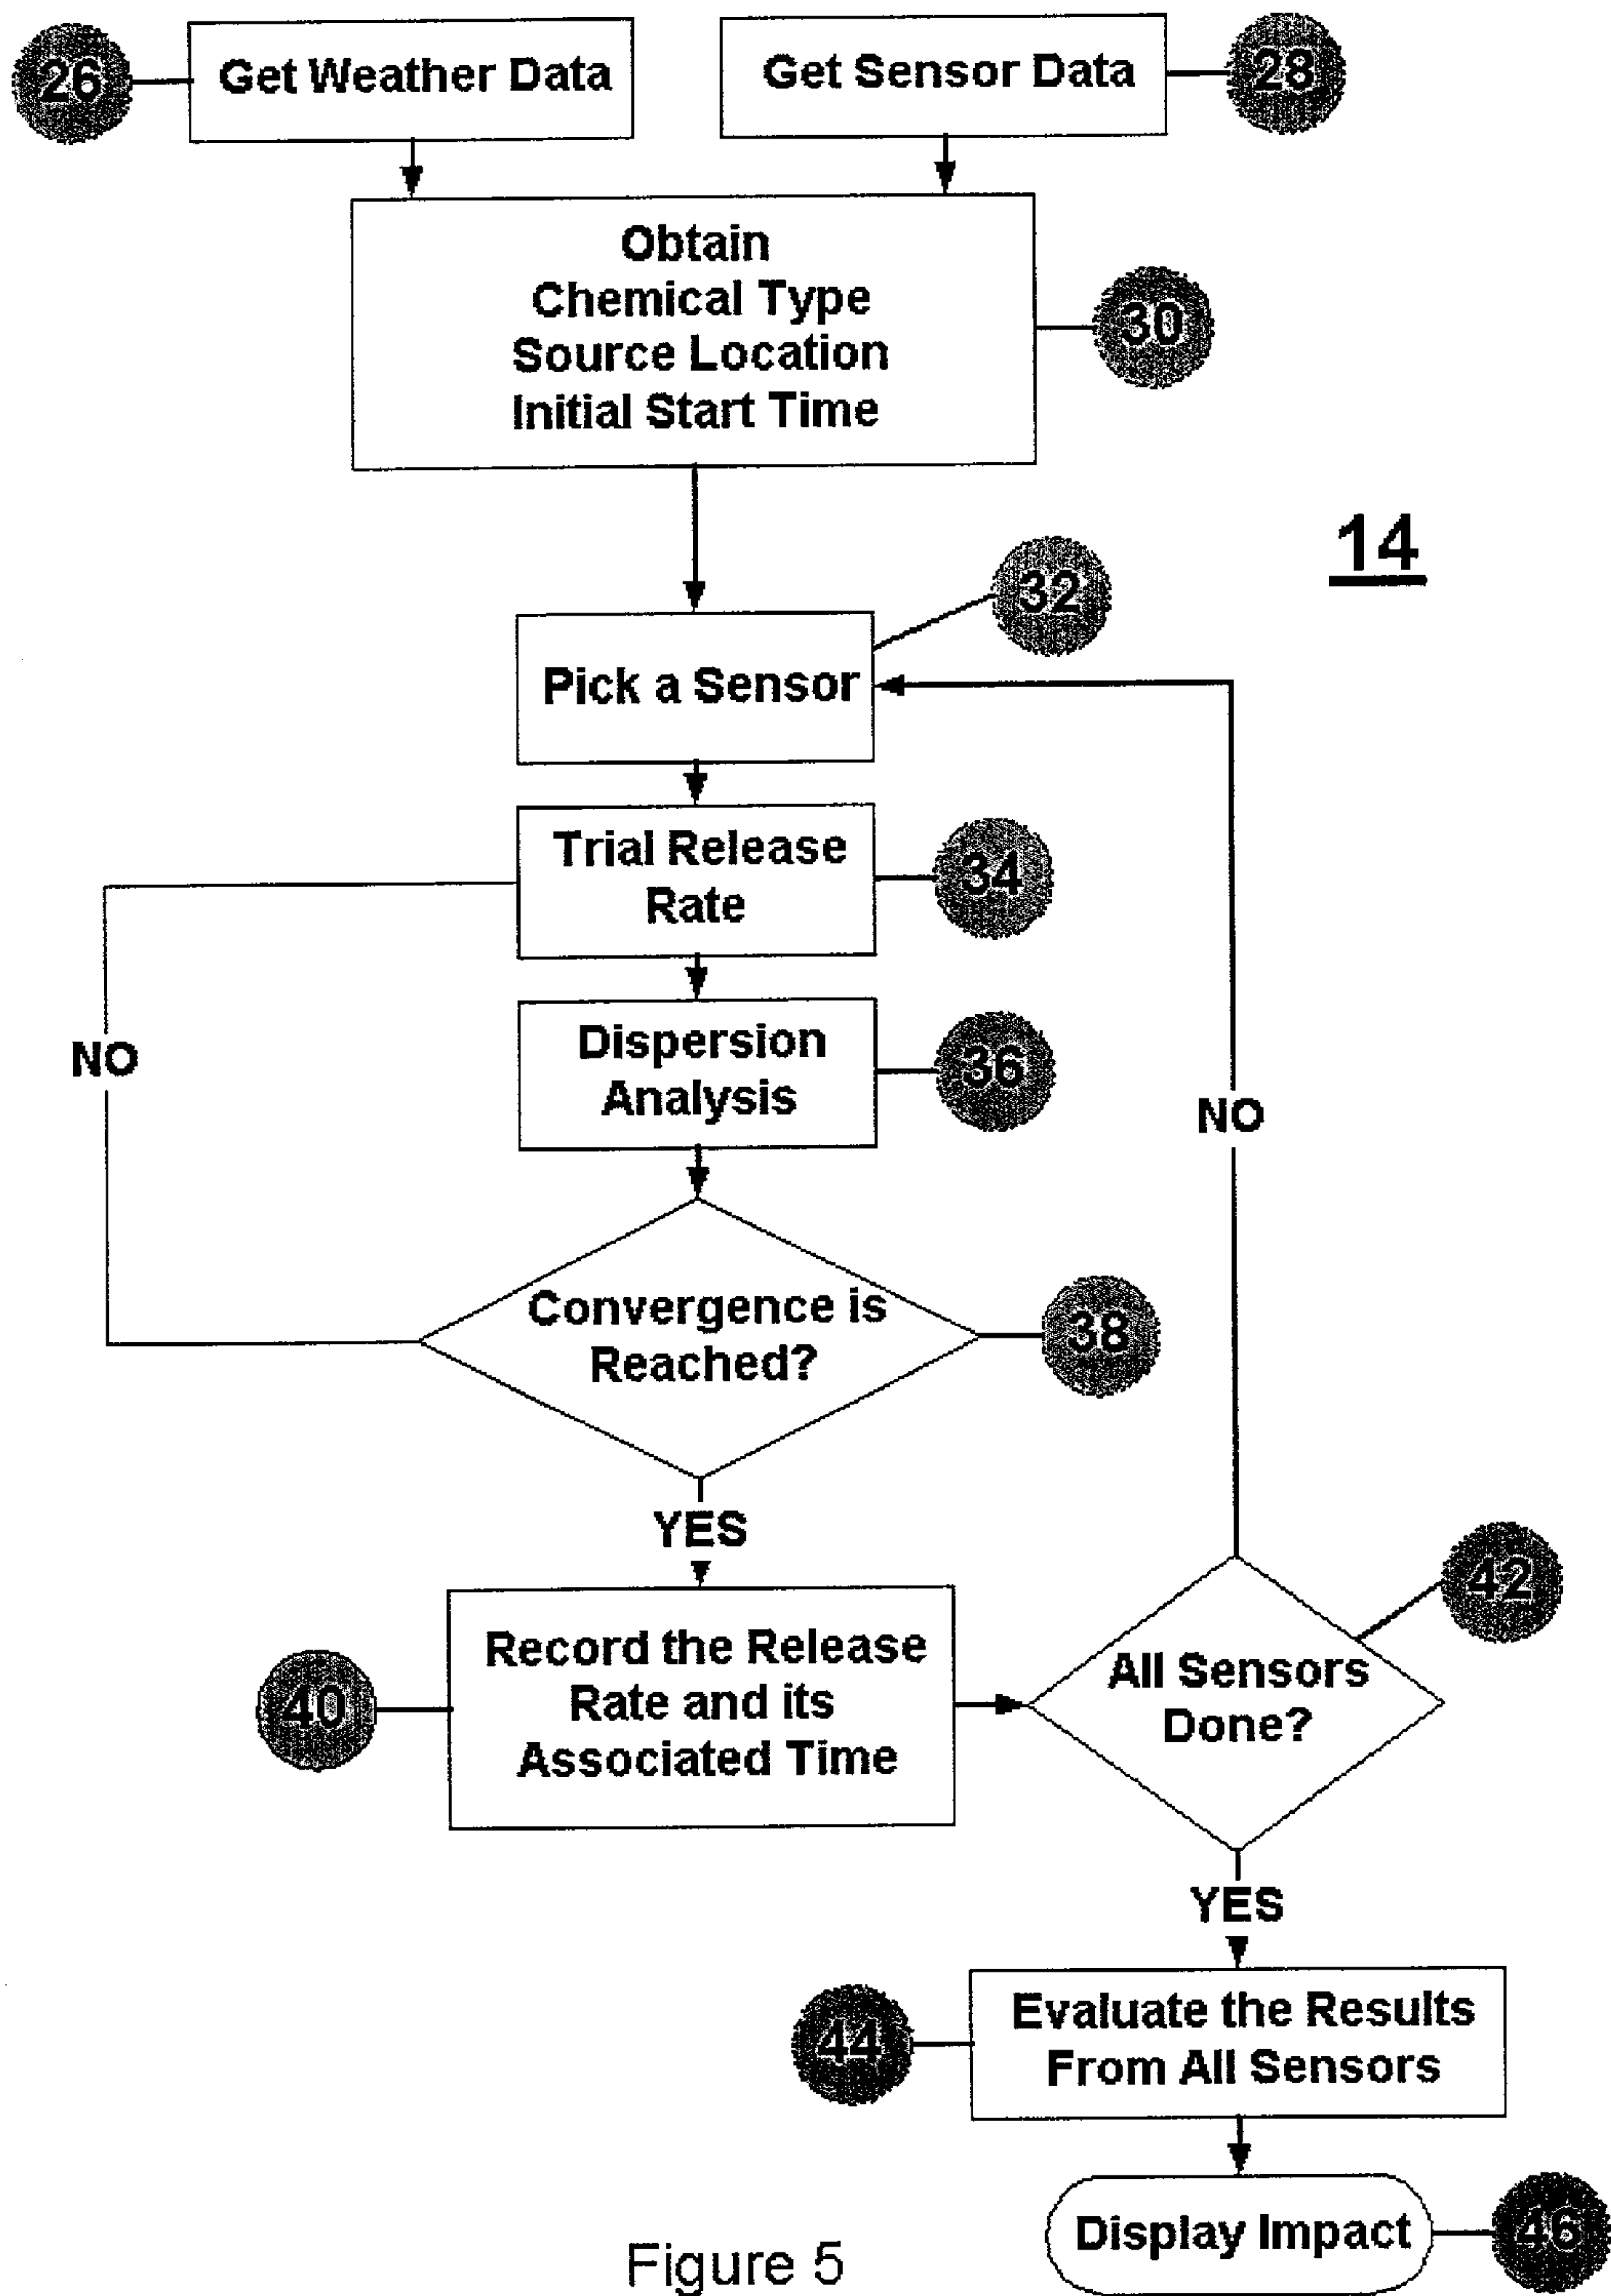 26
Get Weather Data
Get Sensor Data
28
Obtain
Chemical Type
Source Location
Initial Start Time
30
14
32
Pick a Sensor
Trial Release
Rate
34
NO
Dispersion
Analysis
36
NO
Convergence is
Reached?
38
YES
42
40
Record the Release
Rate and its
Associated Time
All Sensors
Done?
YES
44
Evaluate the Results
From All Sensors
Display Impact
46
Figure 5